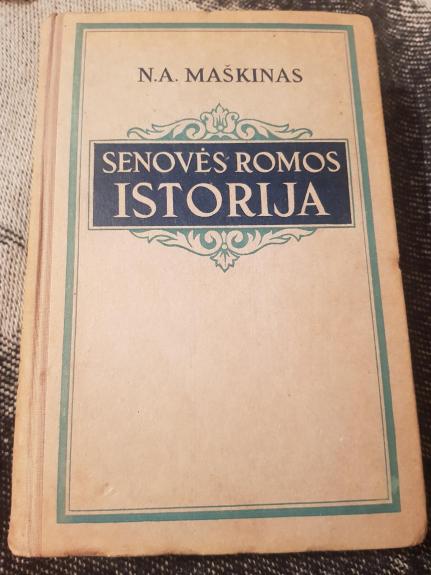 N.A. MAŠKINAS
SENOVĖS ROMOS
ISTORIJA